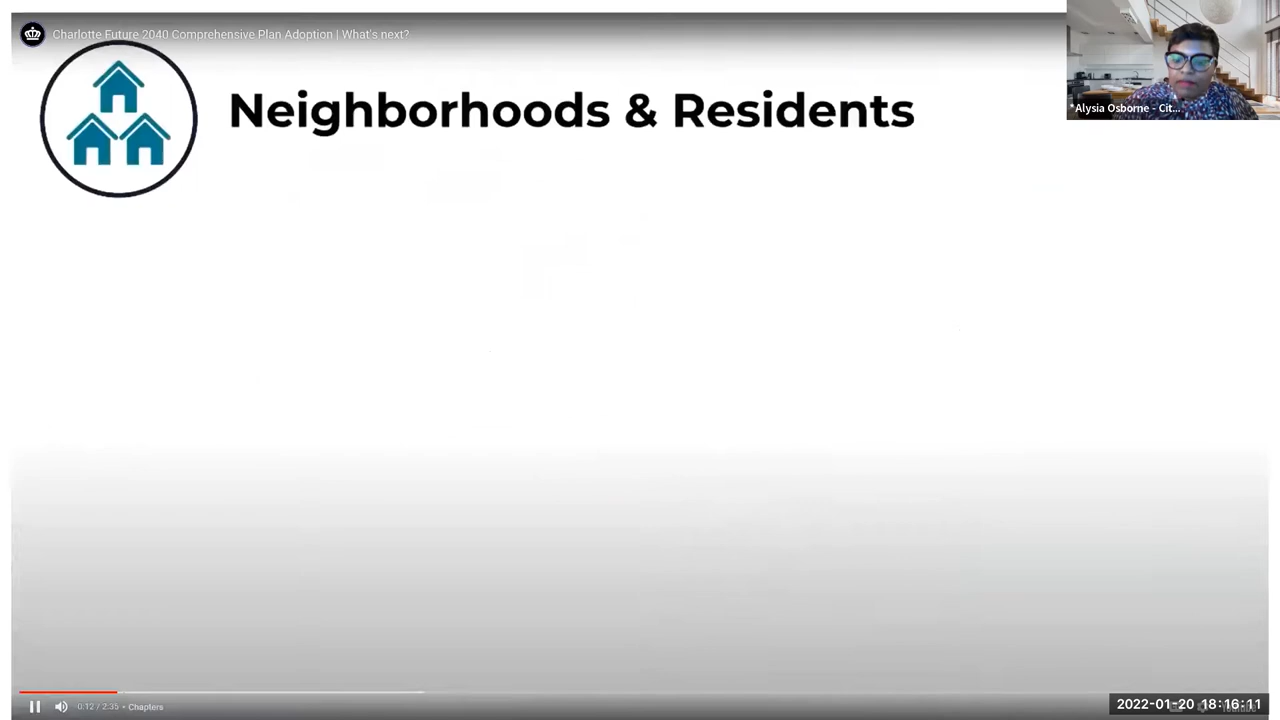 Charlotte Future 2040 Comprehensive Plan Adoption | What's next?
Neighborhoods & Residents
*Alysia Osborne - Cit...
0:12 / 2:35 • Chapters
2022-01-20 18:16:11